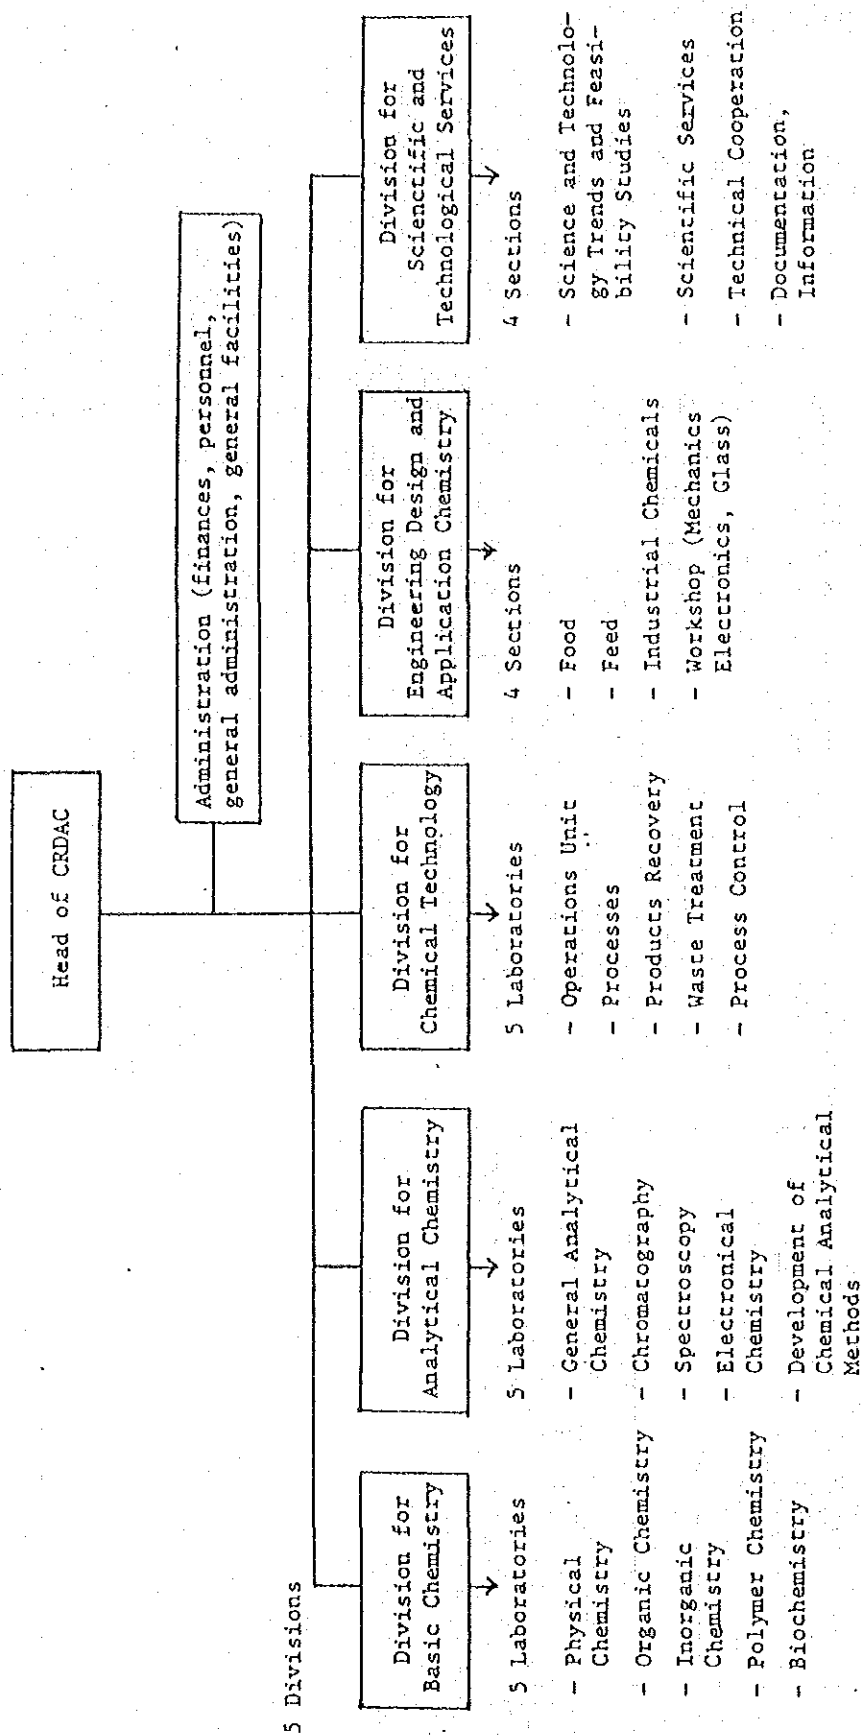 Head of CRDAC
Administration (finances, personnel,
general administration, general facilities)
5 Divisions
Division for
Basic Chemistry
5 Laboratories
- Physical
Chemistry
- Organic Chemistry
- Inorganic
Chemistry
- Polymer Chemistry
- Biochemistry
Division for
Analytical Chemistry
5 Laboratories
- General Analytical
Chemistry
- Chromatography
- Spectroscopy
- Electronical
Chemistry
- Development of
Chemical Analytical
Methods
Division for
Chemical Technology
5 Laboratories
- Operations Unit
- Processes
- Products Recovery
- Waste Treatment
- Process Control
Division for
Engineering Design and
Application Chemistry
4 Sections
- Food
- Feed
- Industrial Chemicals
- Workshop (Mechanics
Electronics, Glass)
Division for
Scienctific and
Technological Services
4 Sections
- Science and Technolo-
gy Trends and Feasi-
bility Studies
- Scientific Services
- Technical Cooperation
- Documentation,
Information